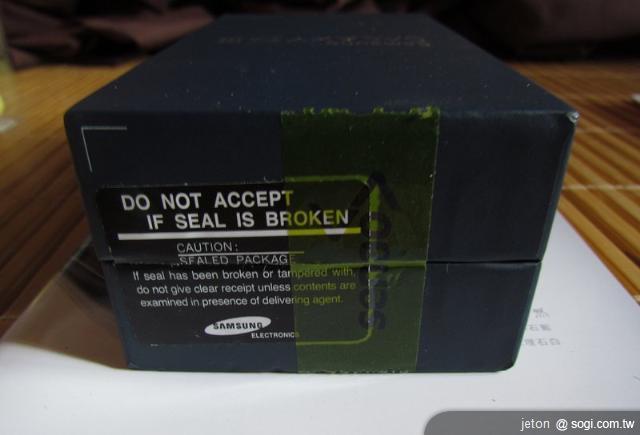 DO NOT ACCEPT
IF SEAL IS BROKEN
CAUTION:
SEALED PACKAGE
If seal has been broken or tampered with,
do not give clear receipt unless contents are
examined in presence of delivering agent.
SAMSUNG
ELECTRONICS
senao
jeton @ sogi.com.tw